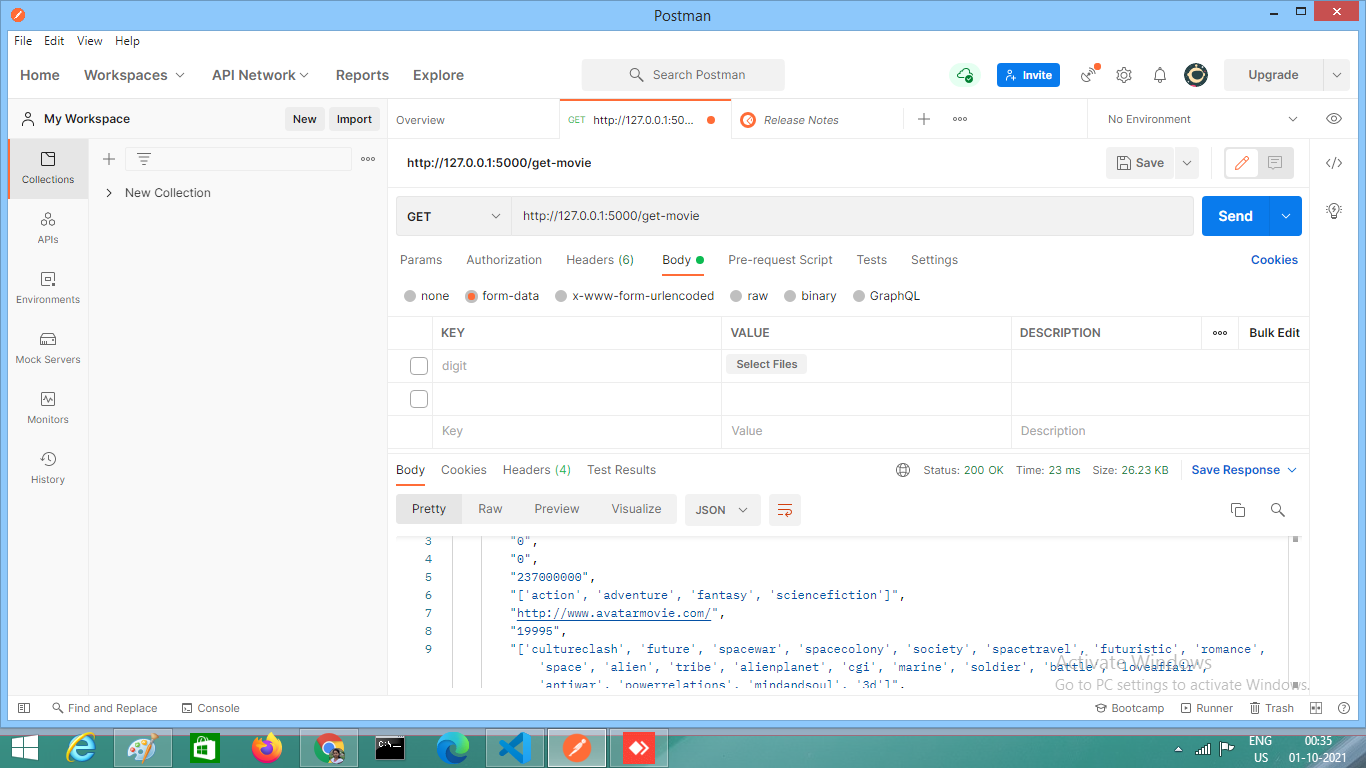 Postman
File Edit View Help
Home Workspaces API Network Reports Explore Search Postman Invite Upgrade
My Workspace New Import Overview GET http://127.0.0.1:50... Release Notes No Environment
Collections
http://127.0.0.1:5000/get-movie Save
New Collection
APIs
GET http://127.0.0.1:5000/get-movie Send
Params Authorization Headers (6) Body Pre-request Script Tests Settings Cookies
Environments
none form-data x-www-form-urlencoded raw binary GraphQL
KEY VALUE DESCRIPTION Bulk Edit
Mock Servers
digit Select Files
Monitors
Key Value Description
History
Body Cookies Headers (4) Test Results Status: 200 OK Time: 23 ms Size: 26.23 KB Save Response
Pretty Raw Preview Visualize JSON
3 "0",
4 "0",
5 "237000000",
6 "['action', 'adventure', 'fantasy', 'sciencefiction']",
7 "http://www.avatarmovie.com/",
8 "19995",
9 "['cultureclash', 'future', 'spacewar', 'spacecolony', 'society', 'spacetravel', 'futuristic', 'romance',
'space', 'alien', 'tribe', 'alienplanet', 'cgi', 'marine', 'soldier', 'battle', 'loveaffair',
'antiwar', 'powerrelations', 'mindandsoul', '3d']",
Activate Windows
Go to PC settings to activate Windows.
Find and Replace Console Bootcamp Runner Trash
ENG 00:35
US 01-10-2021